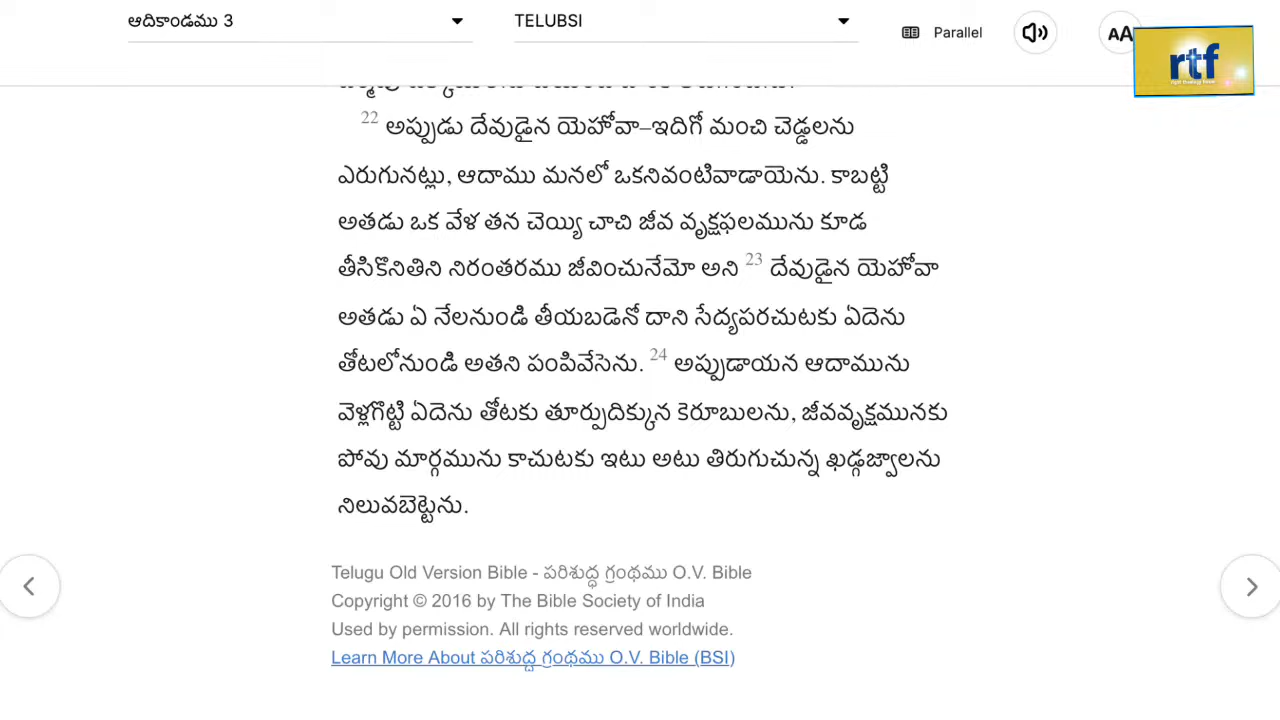 ఆదికాండము 3
TELUBSI
Parallel
AA
rtf
22 అప్పుడు దేవుడైన యెహోవా–ఇదిగో మంచి చెడ్డలను
ఎరుగునట్లు, ఆదాము మనలో ఒకనివంటివాడాయెను. కాబట్టి
అతడు ఒక వేళ తన చెయ్యి చాచి జీవ వృక్షఫలమును కూడ
తీసికొనితిని నిరంతరము జీవించునేమో అని 23 దేవుడైన యెహోవా
అతడు ఏ నేలనుండి తీయబడెనో దాని సేద్యపరచుటకు ఏదెను
తోటలోనుండి అతని పంపివేసెను. 24 అప్పుడాయన ఆదామును
వెళ్లగొట్టి ఏదెను తోటకు తూర్పుదిక్కున కెరూబులను, జీవవృక్షమునకు
పోవు మార్గమును కాచుటకు ఇటు అటు తిరుగుచున్న ఖడ్గజ్వాలను
నిలువబెట్టెను.
Telugu Old Version Bible - పరిశుద్ధ గ్రంథము O.V. Bible
Copyright © 2016 by The Bible Society of India
Used by permission. All rights reserved worldwide.
Learn More About పరిశుద్ధ గ్రంథము O.V. Bible (BSI)